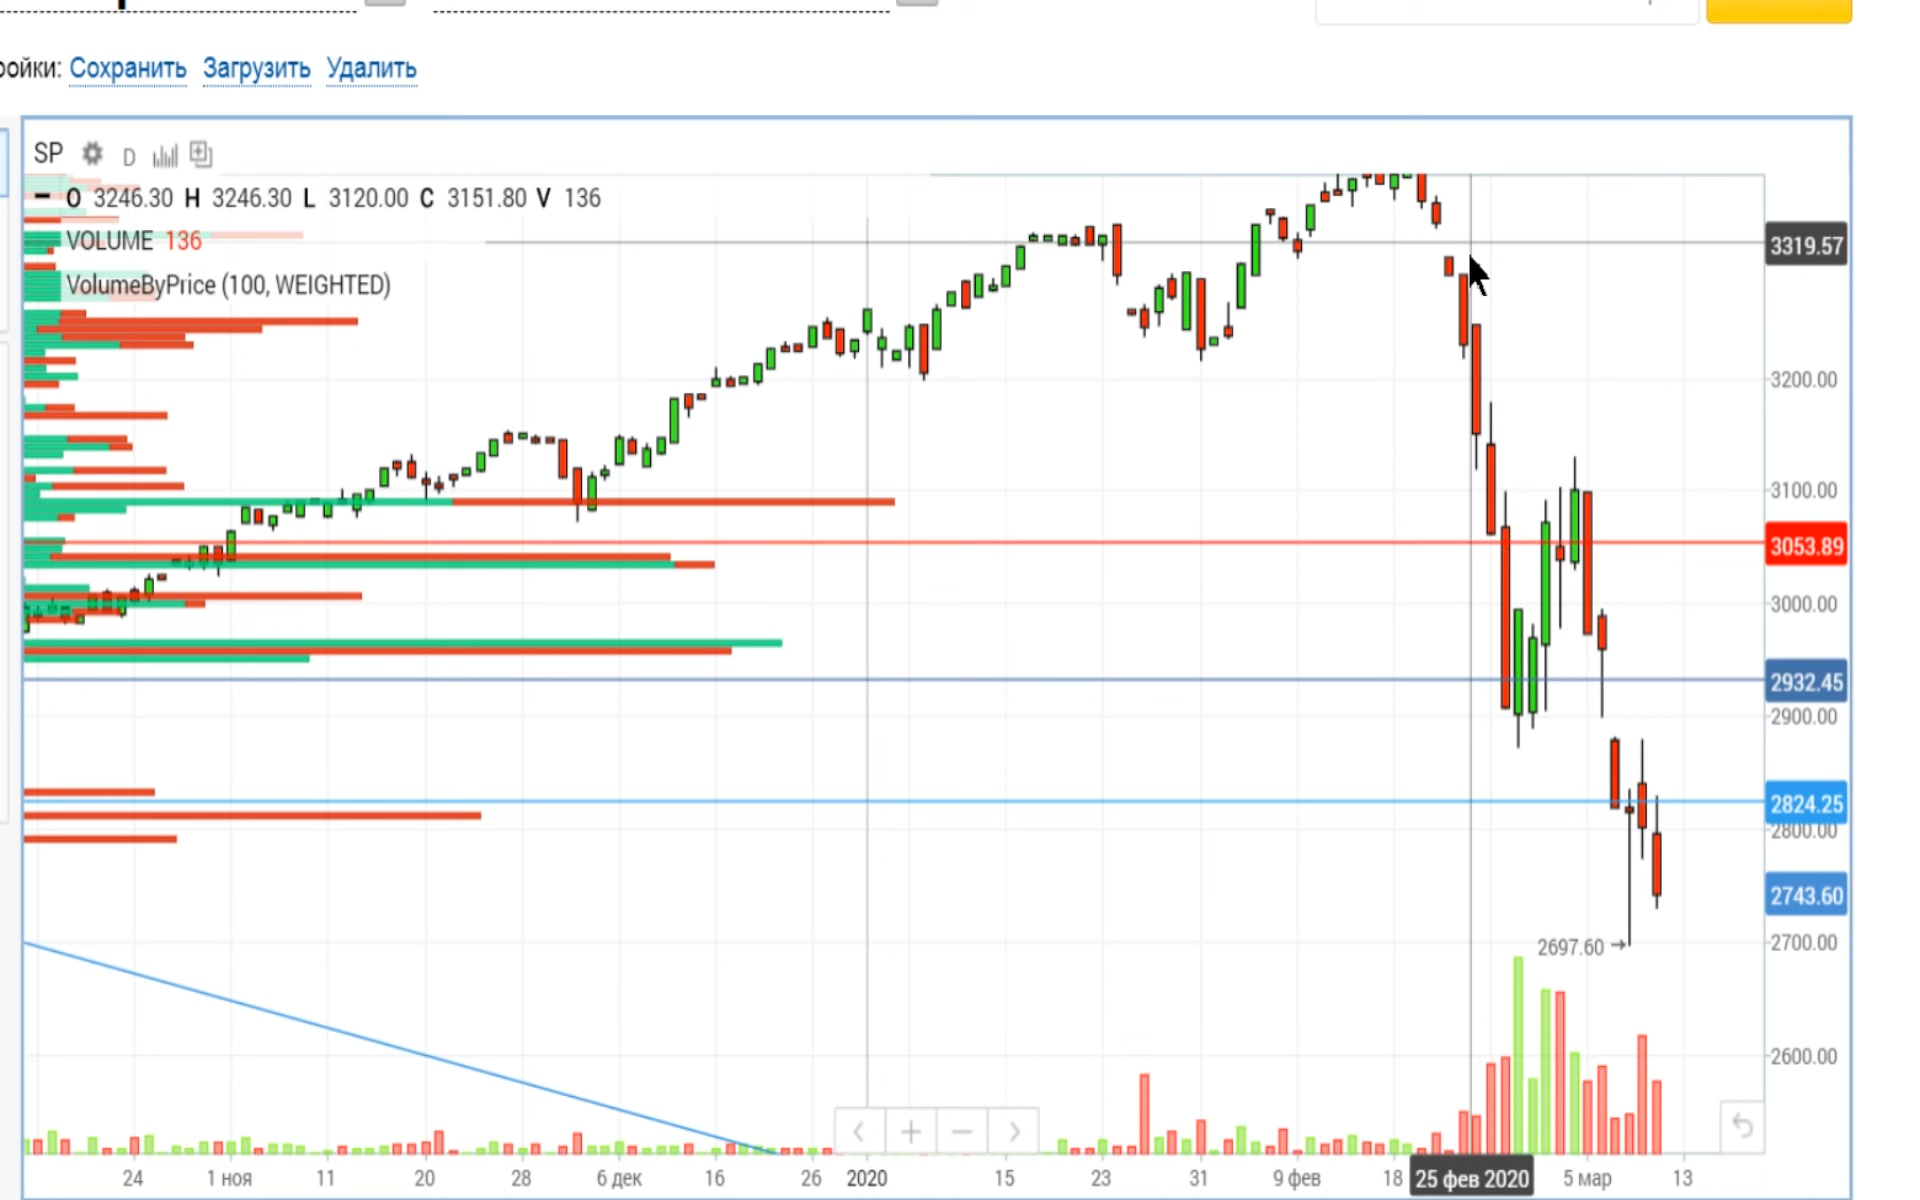 ройки: Сохранить Загрузить Удалить
SP D
O 3246.30 H 3246.30 L 3120.00 C 3151.80 V 136
VOLUME 136
VolumeByPrice (100, WEIGHTED)
3319.57
3200.00
3100.00
3053.89
3000.00
2932.45
2900.00
2824.25
2800.00
2743.60
2697.60
2700.00
2600.00
24 1 ноя 11 20 28 6 дек 16 26 2020 15 23 31 9 фев 18 25 фев 2020 5 мар 13